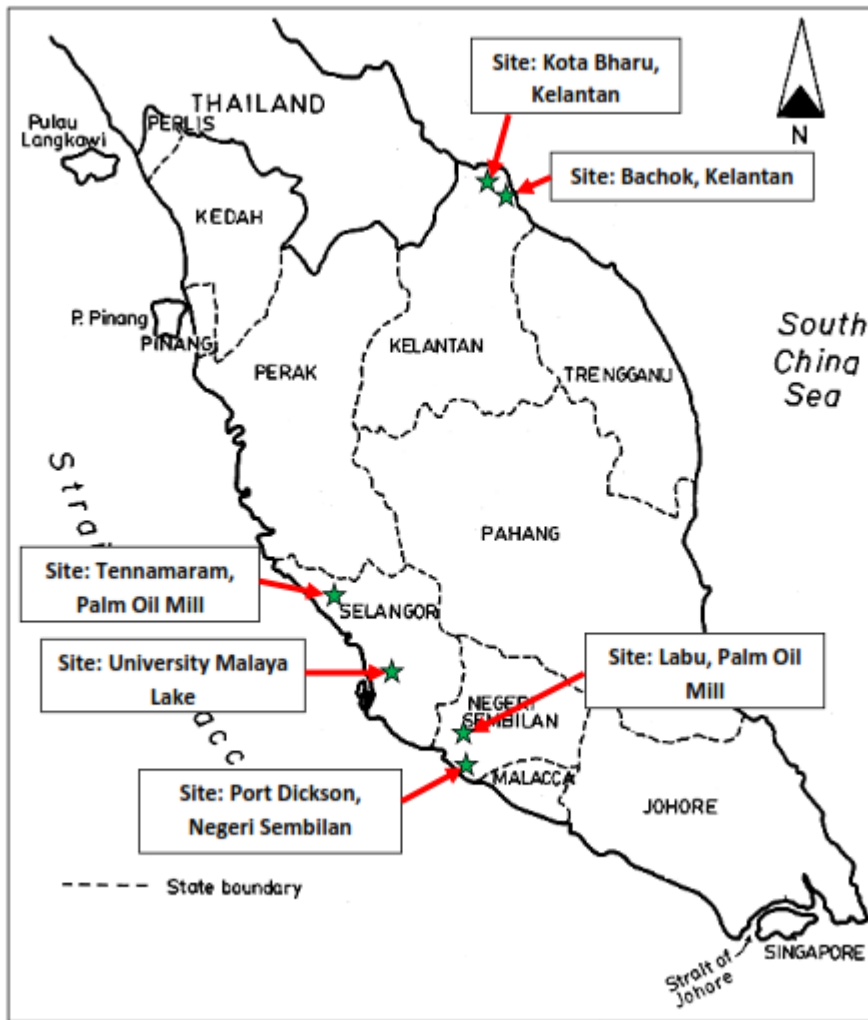 Site: Kota Bharu,
Kelantan
THAILAND
PERLIS
Pulau
Langkawi
N
Site: Bachok, Kelantan
KEDAH
P. Pinang
PINANG
KELANTAN
PERAK
TRENGGANU
South
China
Sea
Strai
PAHANG
Site: Tennamaram,
Palm Oil Mill
SELANGOR
Site: University Malaya
Lake
Site: Labu, Palm Oil
Mill
NEGERI
SEMBILAN
acc
MALACCA
Site: Port Dickson,
Negeri Sembilan
JOHORE
State boundary
SINGAPORE
Strait of
Johore